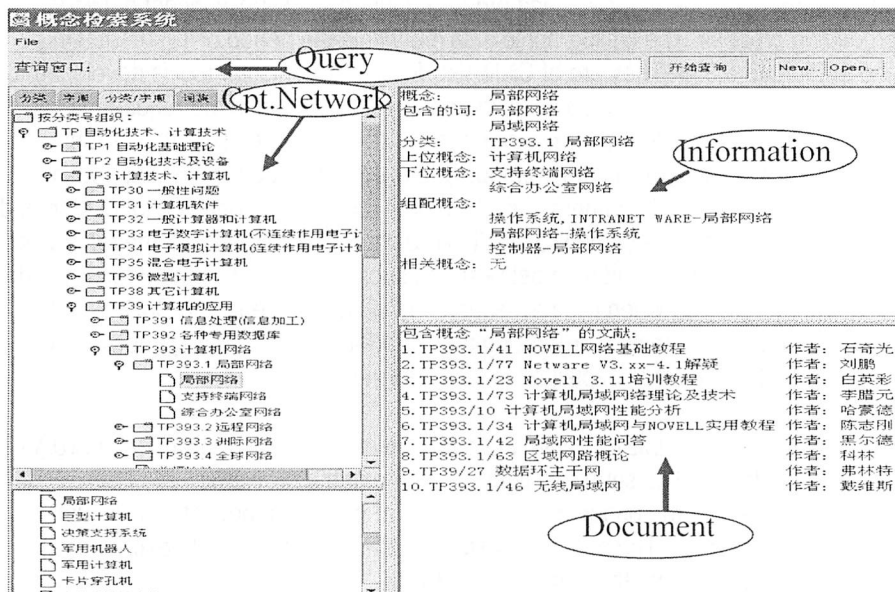 概念检索系统
File
查询窗口:
Query
开始查询
New...
Open...
分类 字顺 分类/字顺 词族
Cpt.Network
按分类号组织:
TP 自动化技术、计算技术
TP1 自动化基础理论
TP2 自动化技术及设备
TP3 计算技术、计算机
TP30 一般性问题
TP31 计算机软件
TP32 一般计算器和计算机
TP33 电子数字计算机(不连续作用电子计
TP34 电子模拟计算机(连续作用电子计算
TP35 混合电子计算机
TP36 微型计算机
TP38 其它计算机
TP39 计算机的应用
TP391 信息处理(信息加工)
TP392 各种专用数据库
TP393 计算机网络
TP393.1 局部网络
局部网络
支持终端网络
综合办公室网络
TP393.2 远程网络
TP393.3 洲际网络
TP393.4 全球网络
局部网络
巨型计算机
决策支持系统
军用机器人
军用计算机
卡片穿孔机
概念: 局部网络
包含的词: 局部网络
局域网络
分类: TP393.1 局部网络
上位概念: 计算机网络
下位概念: 支持终端网络
综合办公室网络
组配概念:
操作系统,INTRANET WARE-局部网络
局部网络-操作系统
控制器-局部网络
相关概念: 无
Information
包含概念“局部网络”的文献:
1.TP393.1/41 NOVELL网络基础教程 作者: 石奇光
2.TP393.1/77 Netware V3.xx-4.1解疑 作者: 刘鹏
3.TP393.1/23 Novell 3.11培训教程 作者: 白英彩
4.TP393.1/73 计算机局域网络理论及技术 作者: 李腊元
5.TP393/10 计算机局域网性能分析 作者: 哈蒙德
6.TP393.1/34 计算机局域网与NOVELL实用教程 作者: 陈志刚
7.TP393.1/42 局域网性能问答 作者: 黑尔德
8.TP393.1/63 区域网路概论 作者: 科林
9.TP39/27 数据环主干网 作者: 弗林特
10.TP393.1/46 无线局域网 作者: 戴维斯
Document